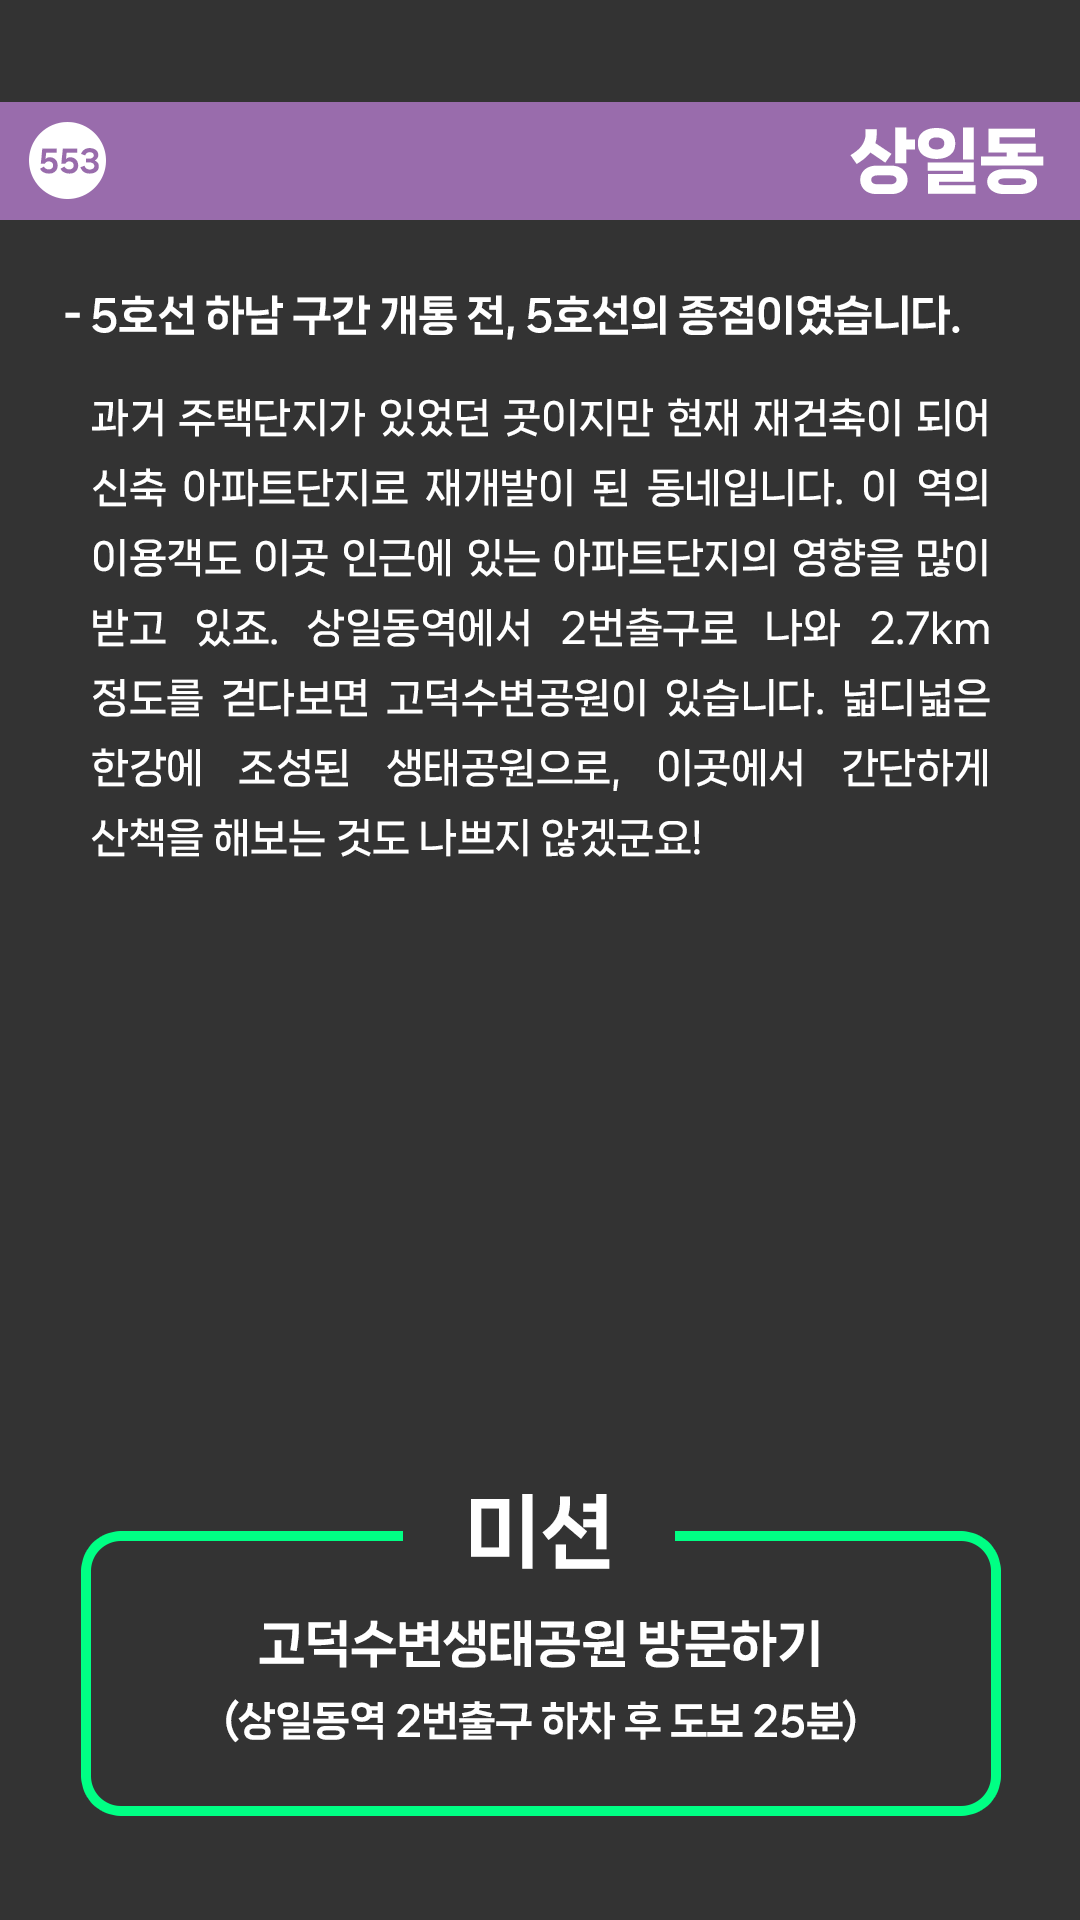 553
상일동
- 5호선 하남 구간 개통 전, 5호선의 종점이였습니다.
과거 주택단지가 있었던 곳이지만 현재 재건축이 되어
신축 아파트단지로 재개발이 된 동네입니다. 이 역의
이용객도 이곳 인근에 있는 아파트단지의 영향을 많이
받고 있죠. 상일동역에서 2번출구로 나와 2.7km
정도를 걷다보면 고덕수변공원이 있습니다. 넓디넓은
한강에 조성된 생태공원으로, 이곳에서 간단하게
산책을 해보는 것도 나쁘지 않겠군요!
미션
고덕수변생태공원 방문하기
(상일동역 2번출구 하차 후 도보 25분)